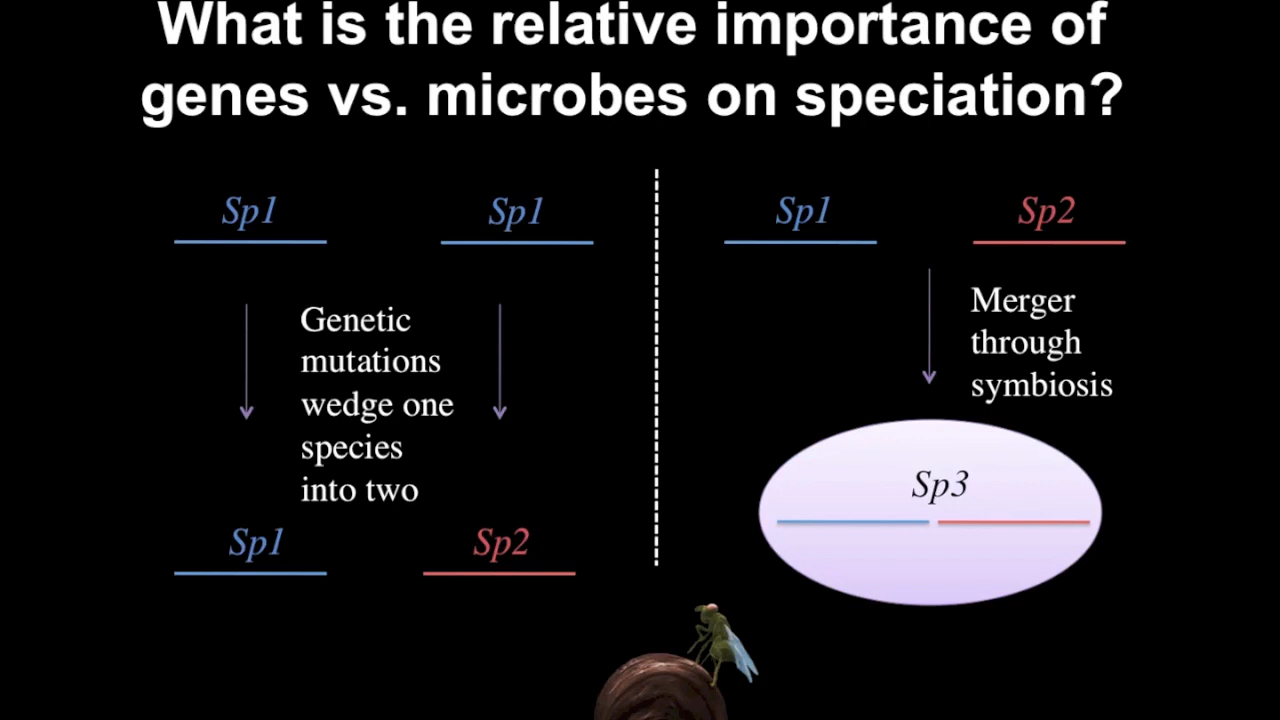 What is the relative importance of
genes vs. microbes on speciation?
Sp1
Sp1
Genetic
mutations
wedge one
species
into two
Sp1
Sp2
Sp1
Sp2
Merger
through
symbiosis
Sp3